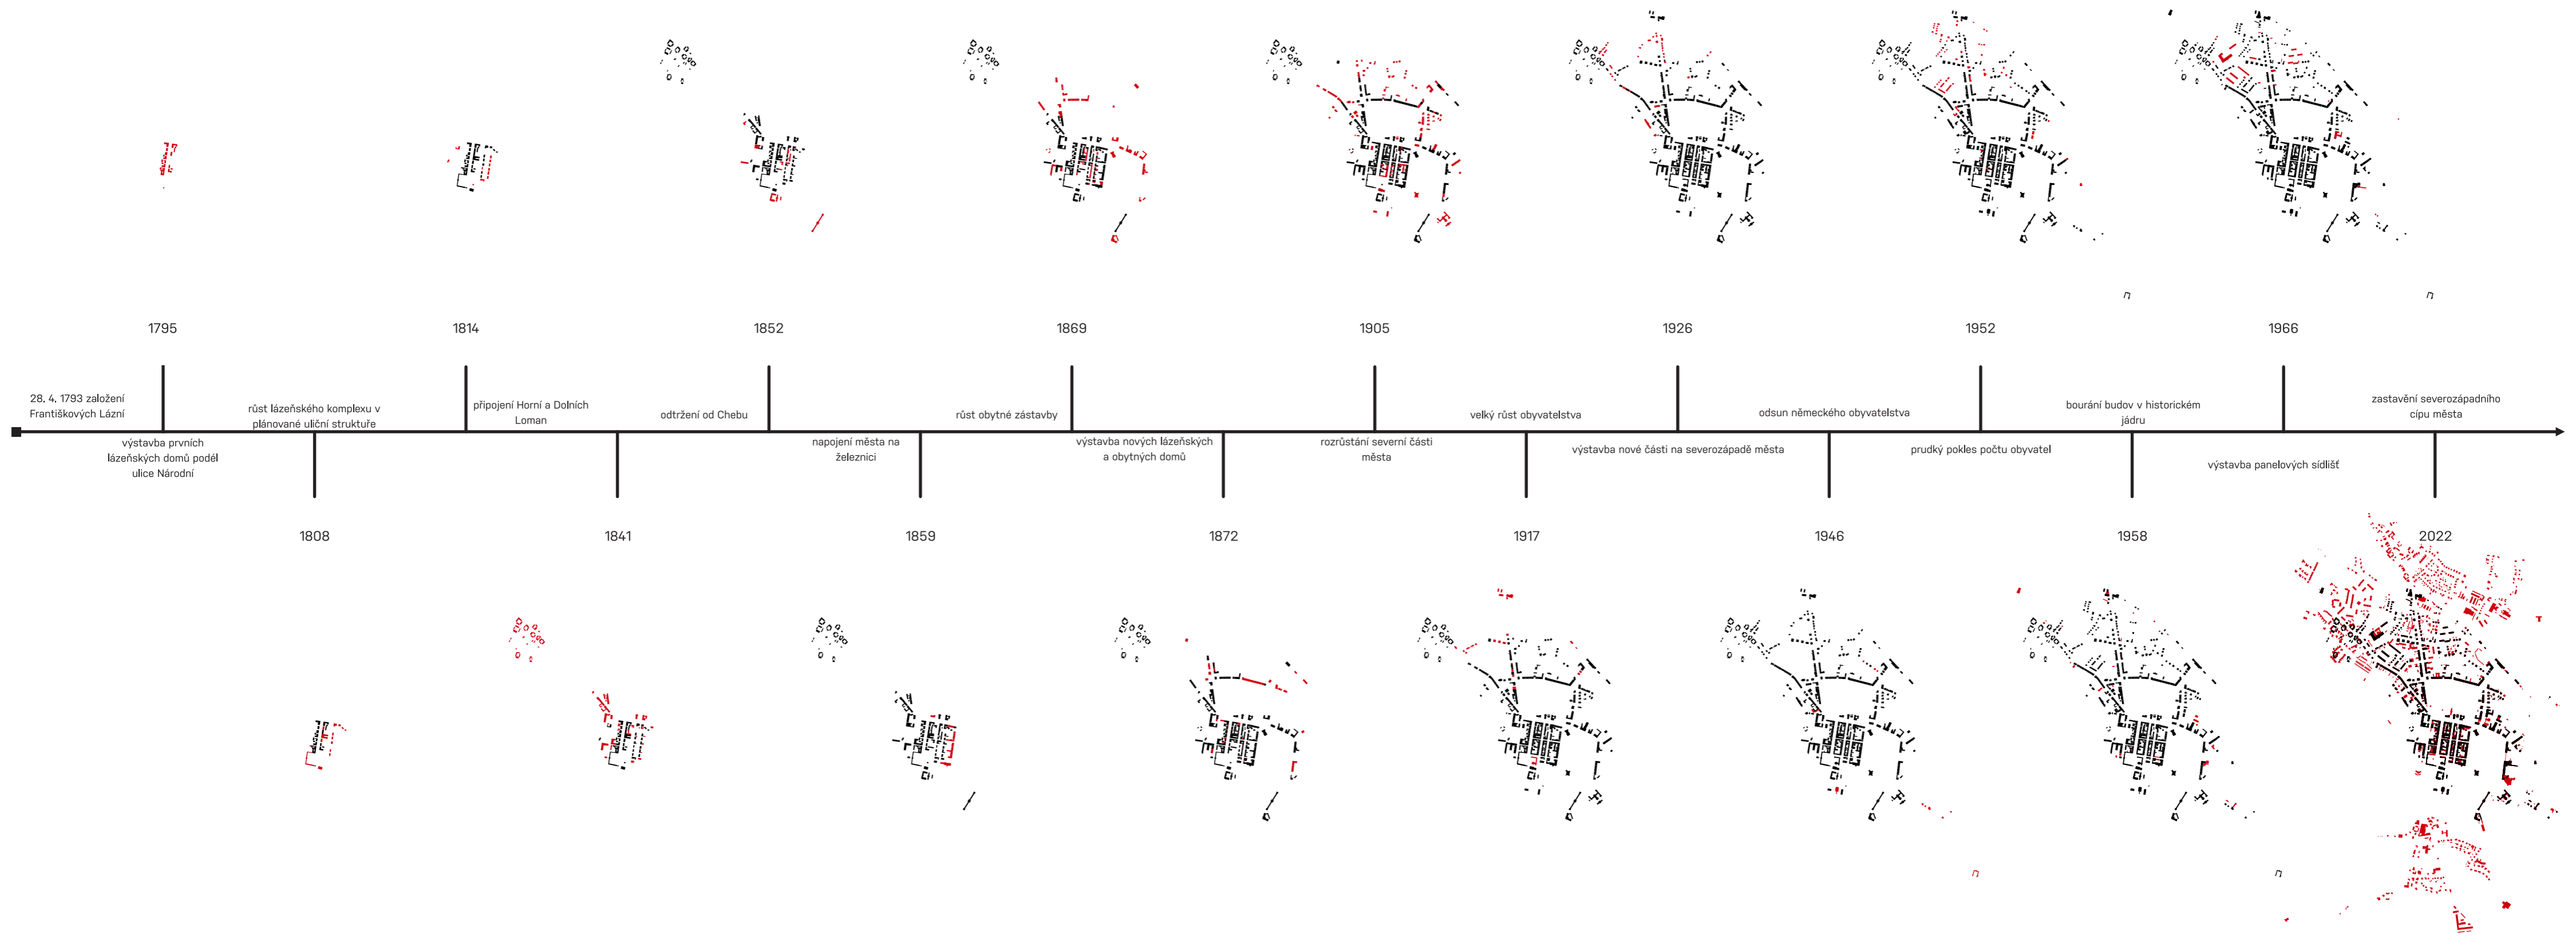 1795
1814
1852
1869
1905
1926
1952
1966
28. 4. 1793 založení
Františkových Lázní
růst lázeňského komplexu v
plánované uliční struktuře
připojení Horní a Dolních
Loman
odtržení od Chebu
růst obytné zástavby
velký růst obyvatelstva
odsun německého obyvatelstva
bourání budov v historickém
jádru
zastavění severozápadního
cípu města
výstavba prvních
lázeňských domů podél
ulice Národní
napojení města na
železnici
výstavba nových lázeňských
a obytných domů
rozrůstání severní části
města
výstavba nové části na severozápadě města
prudký pokles počtu obyvatel
výstavba panelových sídlišť
1808
1841
1859
1872
1917
1946
1958
2022